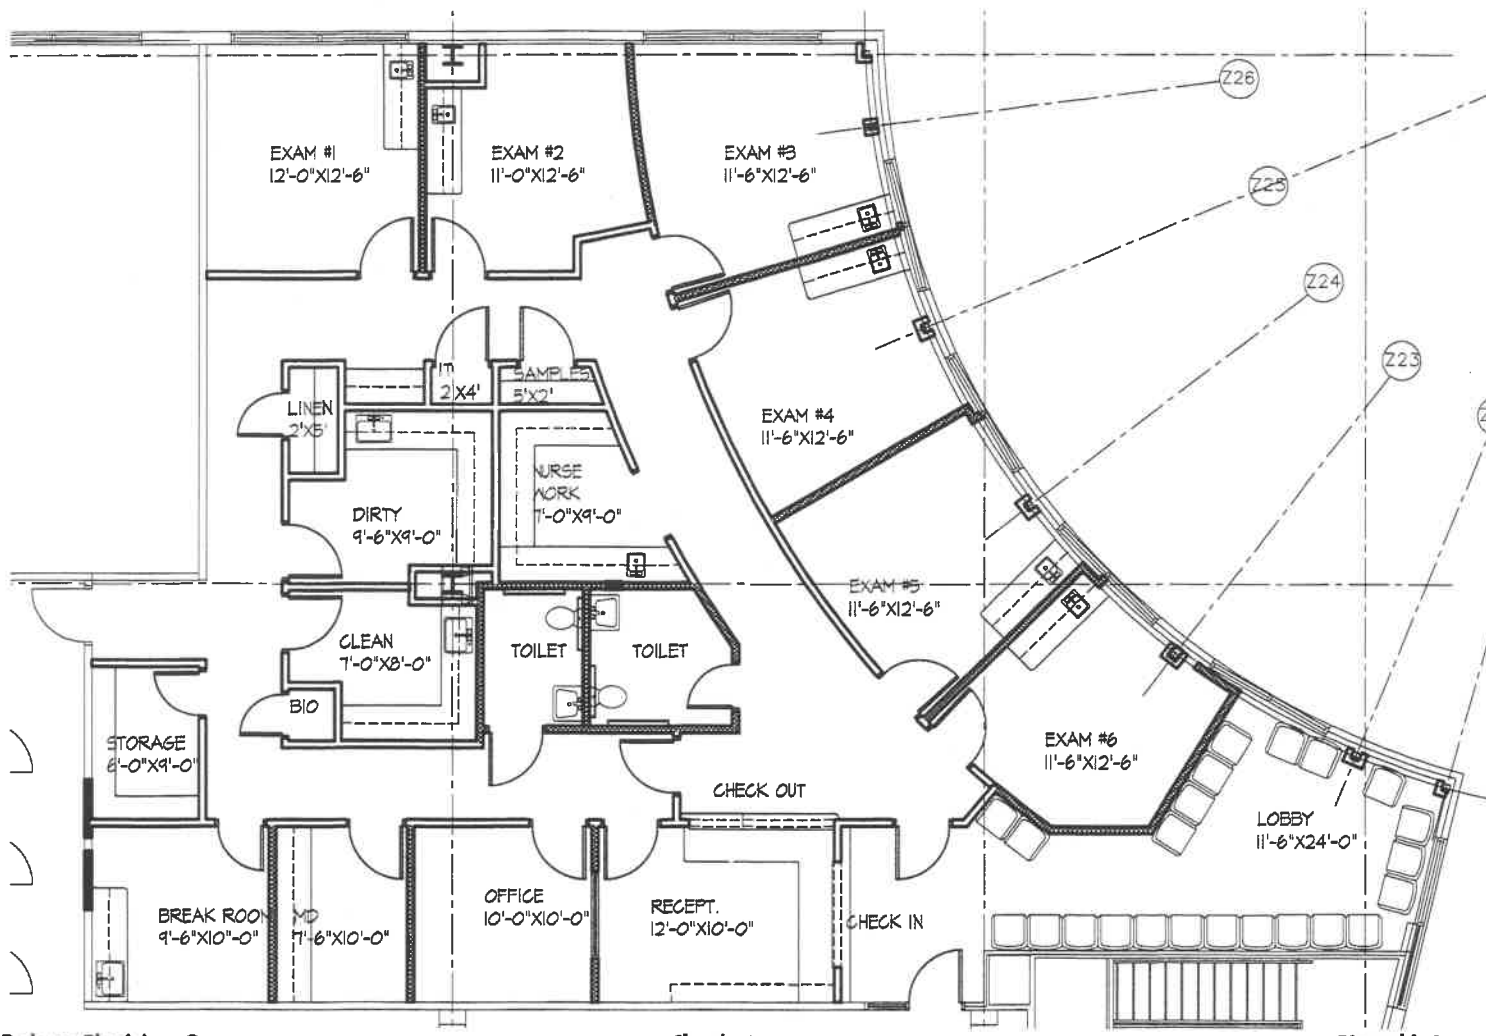 Z26
Z25
Z24
Z23
EXAM #1
12'-0"X12'-6"
EXAM #2
11'-0"X12'-6"
EXAM #3
11'-6"X12'-6"
IT
2'X4'
SAMPLES
5'X2'
LINEN
2'X5'
EXAM #4
11'-6"X12'-6"
NURSE
WORK
7'-0"X9'-0"
DIRTY
9'-6"X9'-0"
EXAM #5
11'-6"X12'-6"
CLEAN
7'-0"X8'-0"
TOILET
TOILET
BIO
STORAGE
6'-0"X9'-0"
EXAM #6
11'-6"X12'-6"
CHECK OUT
LOBBY
11'-6"X24'-0"
BREAK ROOM
9'-6"X10'-0"
MD
7'-6"X10'-0"
OFFICE
10'-0"X10'-0"
RECEPT.
12'-0"X10'-0"
CHECK IN